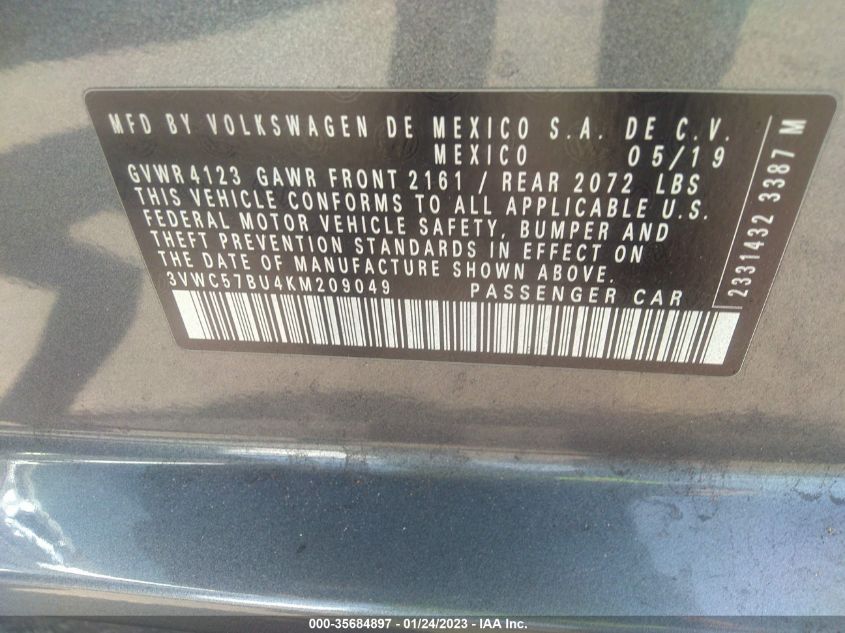 MFD BY VOLKSWAGEN DE MEXICO S.A. DE C.V.
MEXICO 05/19
GVWR 4123 GAWR FRONT 2161 / REAR 2072 LBS
THIS VEHICLE CONFORMS TO ALL APPLICABLE U.S.
FEDERAL MOTOR VEHICLE SAFETY, BUMPER AND
THEFT PREVENTION STANDARDS IN EFFECT ON
THE DATE OF MANUFACTURE SHOWN ABOVE.
3VWC57BU4KM209049 PASSENGER CAR
2331432 3387 M
000-35684897 - 01/24/2023 - IAA Inc.